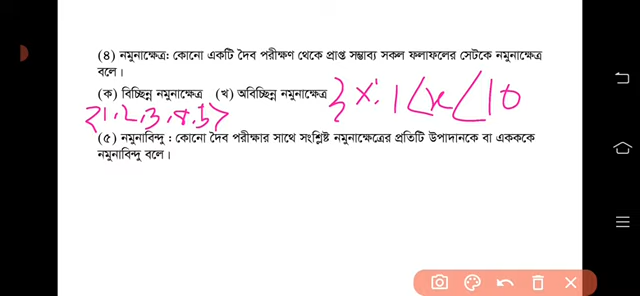 (৪) নমুনাক্ষেত্র: কোনো একটি দৈব পরীক্ষণ থেকে প্রাপ্ত সম্ভাব্য সকল ফলাফলের সেটকে নমুনাক্ষেত্র
বলে।
(ক) বিচ্ছিন্ন নমুনাক্ষেত্র (খ) অবিচ্ছিন্ন নমুনাক্ষেত্র } x: 1<x<10
{1,2,3,4,5}
(৫) নমুনাবিন্দু : কোনো দৈব পরীক্ষার সাথে সংশ্লিষ্ট নমুনাক্ষেত্রের প্রতিটি উপাদানকে বা একককে
নমুনাবিন্দু বলে।